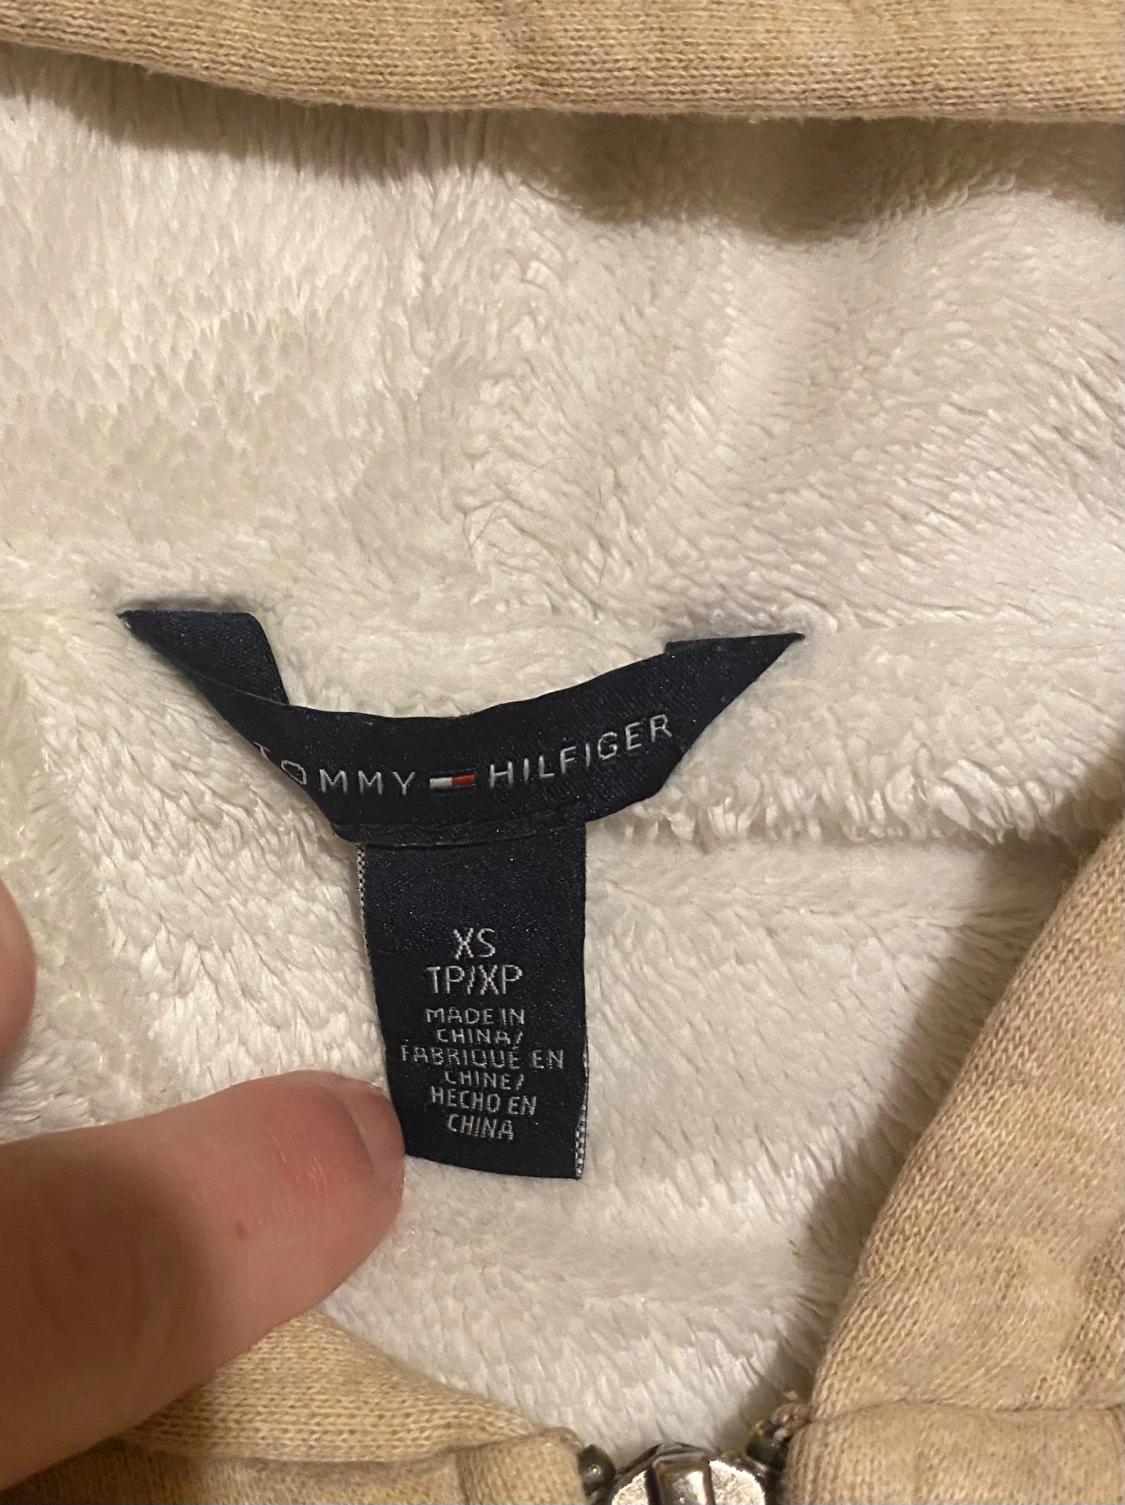 TOMMY HILFIGER
XS
TP/XP
MADE IN
CHINA/
FABRIQUÉ EN
CHINE/
HECHO EN
CHINA